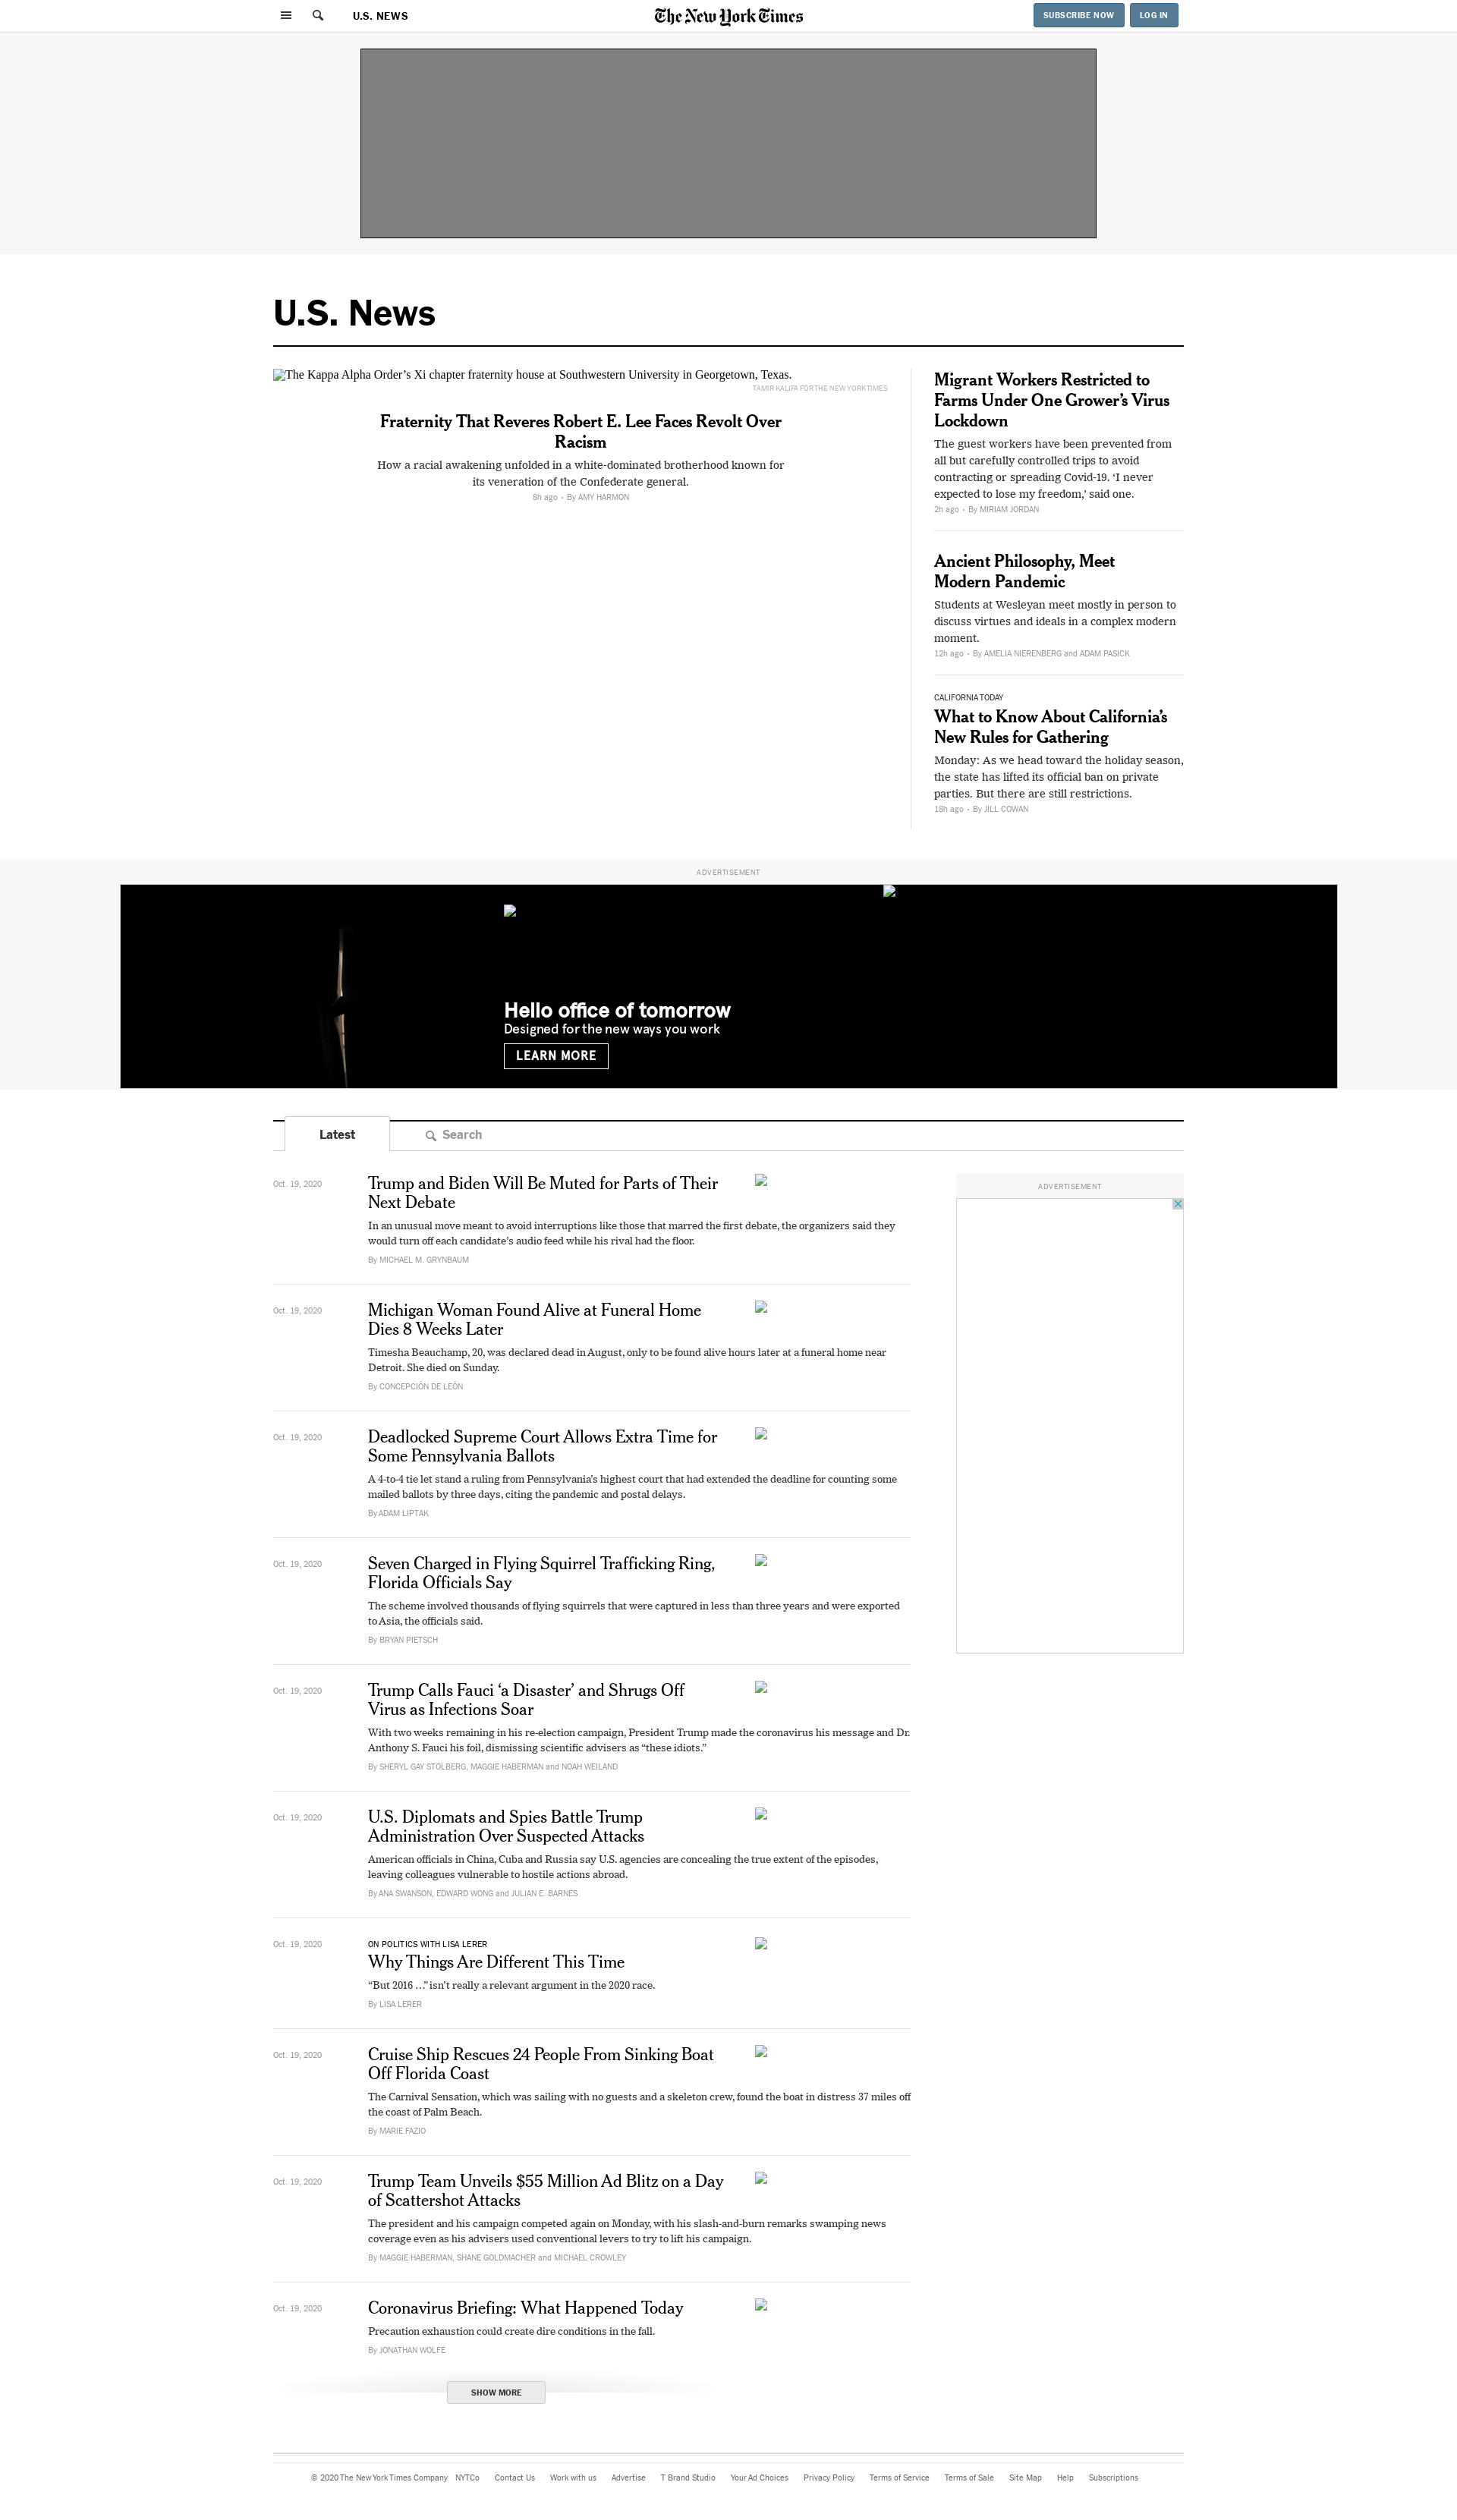 U.S. NEWS
The New York Times
SUBSCRIBE NOW
LOG IN
U.S. News
The Kappa Alpha Order’s Xi chapter fraternity house at Southwestern University in Georgetown, Texas.
TAMIR KALIFA FOR THE NEW YORK TIMES
Fraternity That Reveres Robert E. Lee Faces Revolt Over
Racism
How a racial awakening unfolded in a white-dominated brotherhood known for
its veneration of the Confederate general.
8h ago • By AMY HARMON
Migrant Workers Restricted to
Farms Under One Grower’s Virus
Lockdown
The guest workers have been prevented from
all but carefully controlled trips to avoid
contracting or spreading Covid-19. ‘I never
expected to lose my freedom,’ said one.
2h ago • By MIRIAM JORDAN
Ancient Philosophy, Meet
Modern Pandemic
Students at Wesleyan meet mostly in person to
discuss virtues and ideals in a complex modern
moment.
12h ago • By AMELIA NIERENBERG and ADAM PASICK
CALIFORNIA TODAY
What to Know About California’s
New Rules for Gathering
Monday: As we head toward the holiday season,
the state has lifted its official ban on private
parties. But there are still restrictions.
18h ago • By JILL COWAN
ADVERTISEMENT
Hello office of tomorrow
Designed for the new ways you work
LEARN MORE
Latest
Search
Oct. 19, 2020
Trump and Biden Will Be Muted for Parts of Their
Next Debate
In an unusual move meant to avoid interruptions like those that marred the first debate, the organizers said they
would turn off each candidate’s audio feed while his rival had the floor.
By MICHAEL M. GRYNBAUM
ADVERTISEMENT
Oct. 19, 2020
Michigan Woman Found Alive at Funeral Home
Dies 8 Weeks Later
Timesha Beauchamp, 20, was declared dead in August, only to be found alive hours later at a funeral home near
Detroit. She died on Sunday.
By CONCEPCIÓN DE LEÓN
Oct. 19, 2020
Deadlocked Supreme Court Allows Extra Time for
Some Pennsylvania Ballots
A 4-to-4 tie let stand a ruling from Pennsylvania’s highest court that had extended the deadline for counting some
mailed ballots by three days, citing the pandemic and postal delays.
By ADAM LIPTAK
Oct. 19, 2020
Seven Charged in Flying Squirrel Trafficking Ring,
Florida Officials Say
The scheme involved thousands of flying squirrels that were captured in less than three years and were exported
to Asia, the officials said.
By BRYAN PIETSCH
Oct. 19, 2020
Trump Calls Fauci ‘a Disaster’ and Shrugs Off
Virus as Infections Soar
With two weeks remaining in his re-election campaign, President Trump made the coronavirus his message and Dr.
Anthony S. Fauci his foil, dismissing scientific advisers as “these idiots.”
By SHERYL GAY STOLBERG, MAGGIE HABERMAN and NOAH WEILAND
Oct. 19, 2020
U.S. Diplomats and Spies Battle Trump
Administration Over Suspected Attacks
American officials in China, Cuba and Russia say U.S. agencies are concealing the true extent of the episodes,
leaving colleagues vulnerable to hostile actions abroad.
By ANA SWANSON, EDWARD WONG and JULIAN E. BARNES
Oct. 19, 2020
ON POLITICS WITH LISA LERER
Why Things Are Different This Time
“But 2016 …” isn’t really a relevant argument in the 2020 race.
By LISA LERER
Oct. 19, 2020
Cruise Ship Rescues 24 People From Sinking Boat
Off Florida Coast
The Carnival Sensation, which was sailing with no guests and a skeleton crew, found the boat in distress 37 miles off
the coast of Palm Beach.
By MARIE FAZIO
Oct. 19, 2020
Trump Team Unveils $55 Million Ad Blitz on a Day
of Scattershot Attacks
The president and his campaign competed again on Monday, with his slash-and-burn remarks swamping news
coverage even as his advisers used conventional levers to try to lift his campaign.
By MAGGIE HABERMAN, SHANE GOLDMACHER and MICHAEL CROWLEY
Oct. 19, 2020
Coronavirus Briefing: What Happened Today
Precaution exhaustion could create dire conditions in the fall.
By JONATHAN WOLFE
SHOW MORE
© 2020 The New York Times Company NYTCo Contact Us Work with us Advertise T Brand Studio Your Ad Choices Privacy Policy Terms of Service Terms of Sale Site Map Help Subscriptions